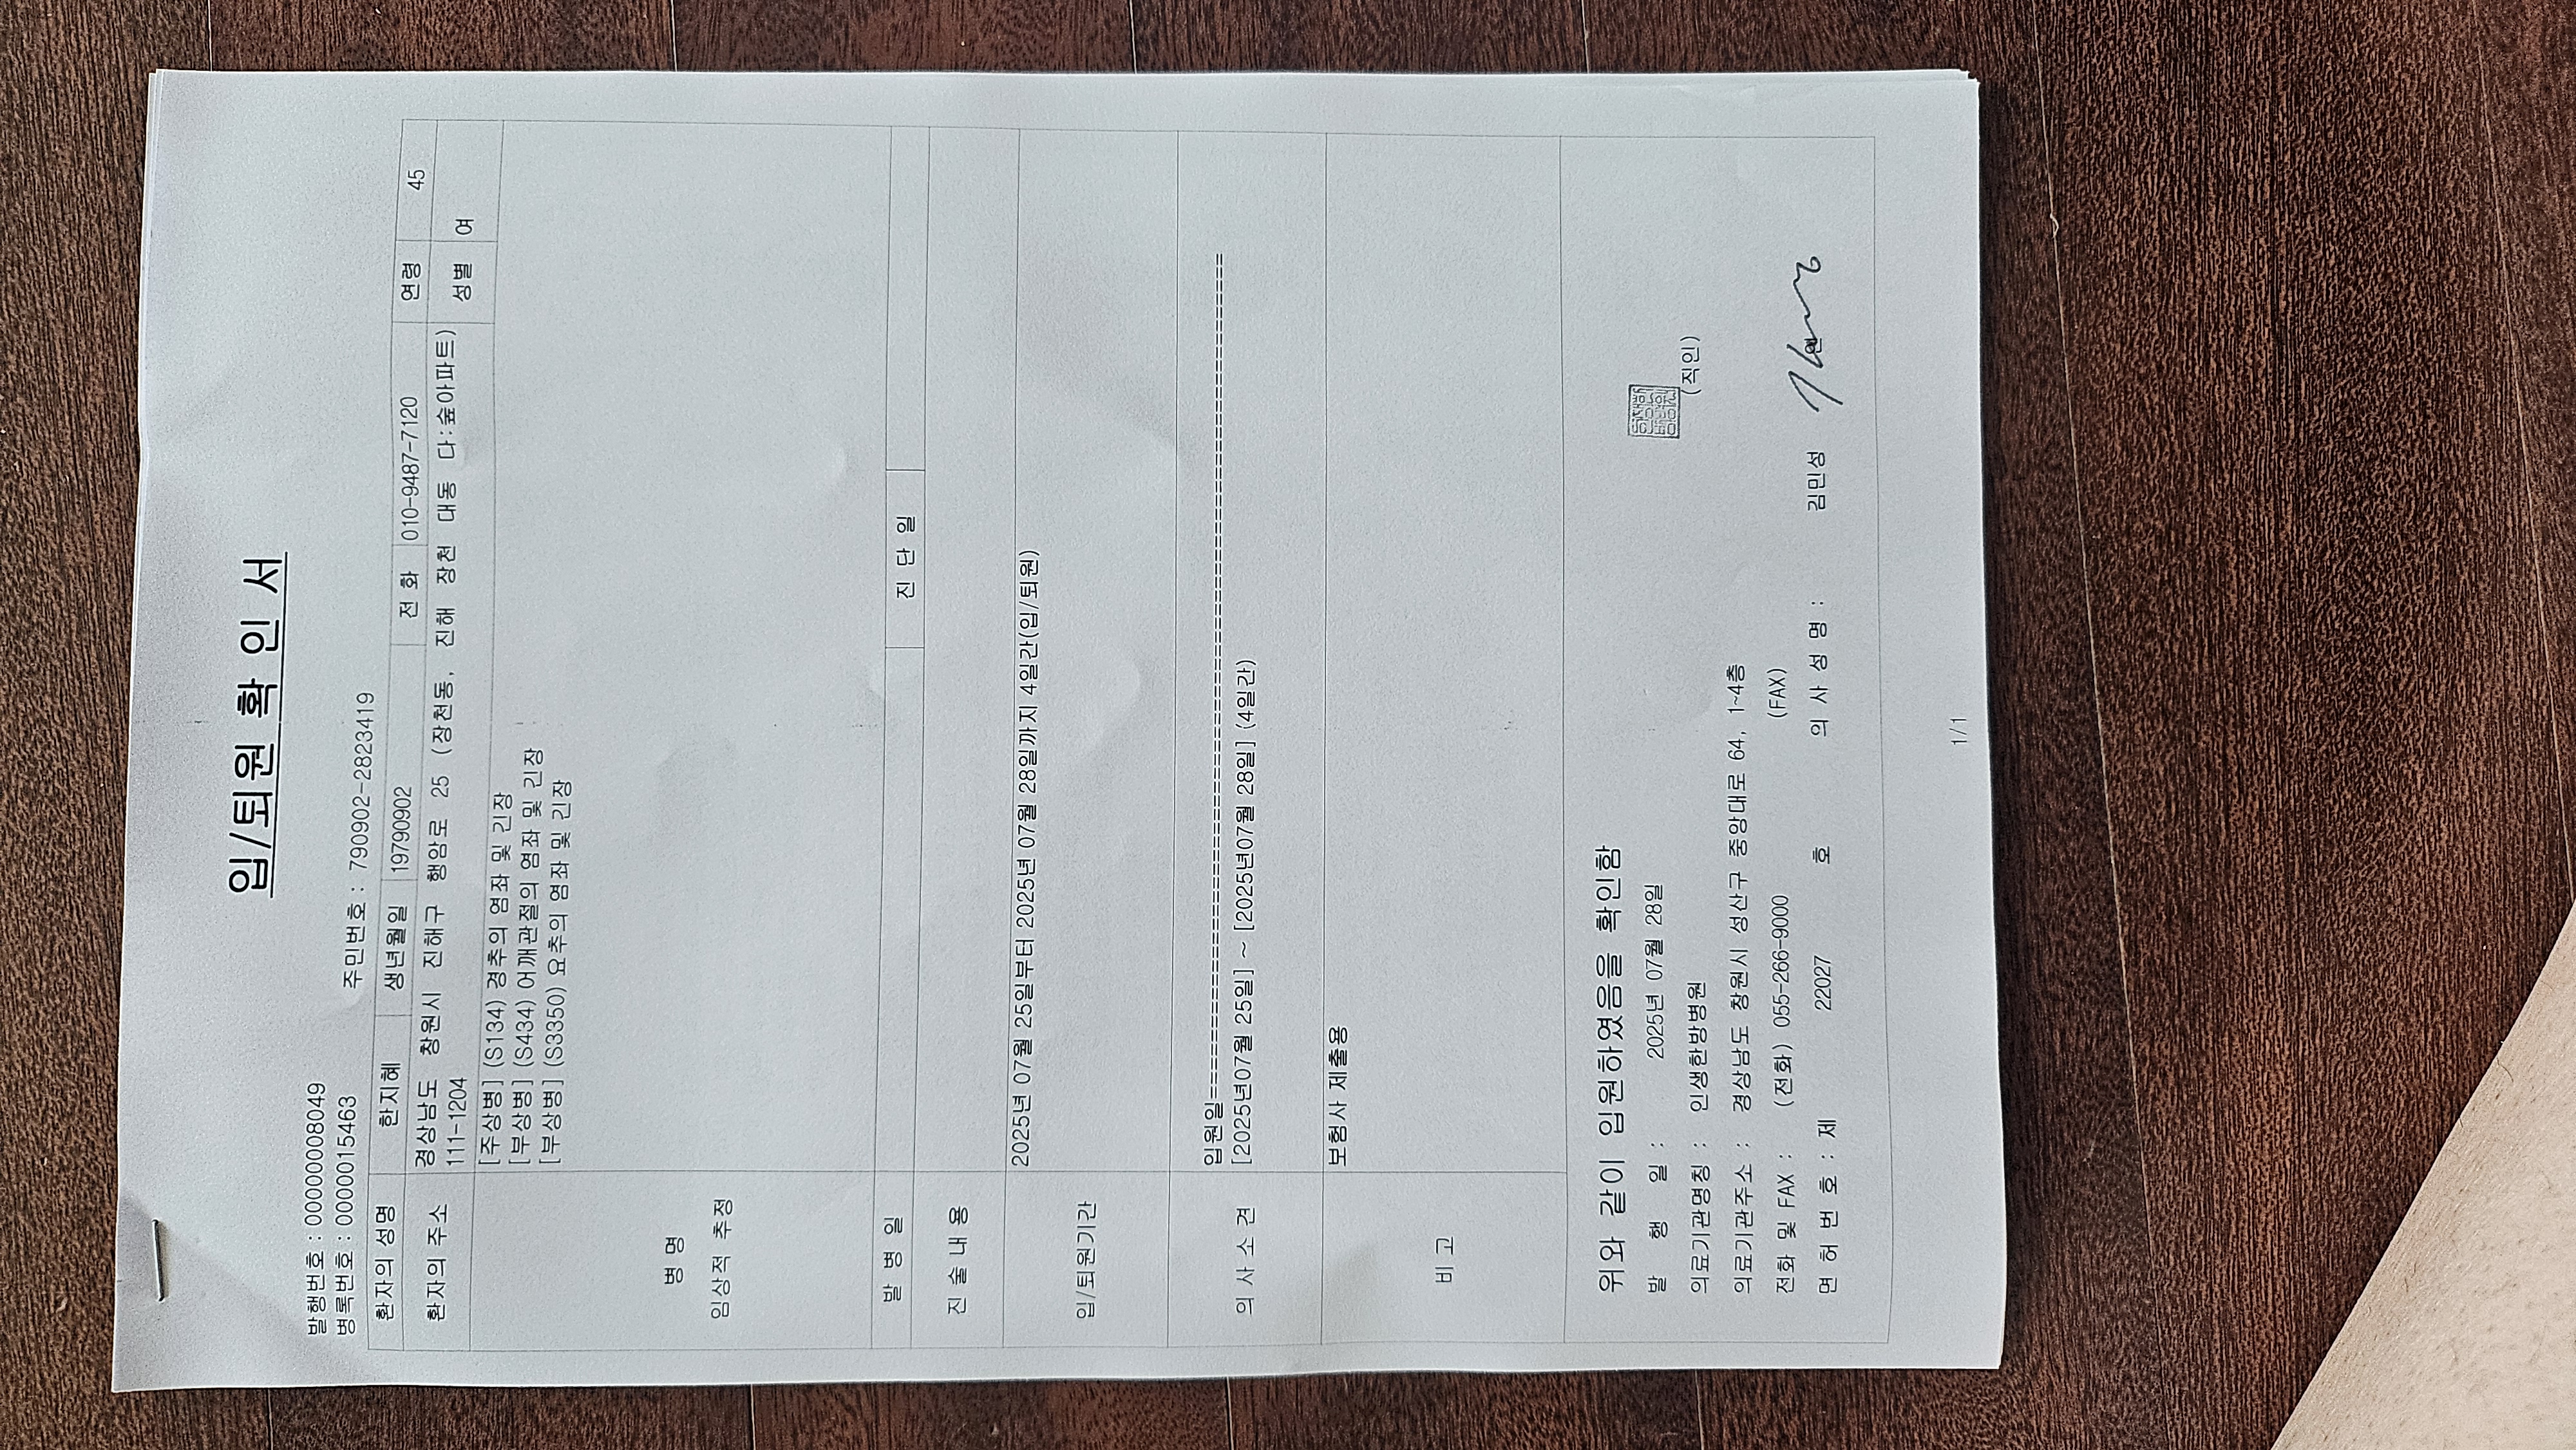 입/퇴원 확 인 서
발행번호 : 0000008049
병록번호 : 0000015463 주민번호 : 790902-2823419
환자의 성명 한지혜 생년월일 19790902 전 화 010-9487-7120 연령 45
환자의 주소 경상남도 창원시 진해구 행암로 25 (장천동, 진해 장천 대동 다:숲아파트) 성별 여
111-1204
병 명
임상적 추정
[주상병] (S134) 경추의 염좌 및 긴장
[부상병] (S434) 어깨관절의 염좌 및 긴장
[부상병] (S3350) 요추의 염좌 및 긴장
발 병 일 진 단 일
진 술 내 용
입/퇴원기간 2025년 07월 25일부터 2025년 07월 28일까지 4일간(입/퇴원)
의 사 소 견
입원일==========================================================================
[2025년07월 25일] ~ [2025년07월 28일] (4일간)
비 고 보험사 제출용
위와 같이 입원하였음을 확인함
발 행 일 : 2025년 07월 28일
의료기관명칭 : 인생한방병원 (직인)
의료기관주소 : 경상남도 창원시 성산구 중앙대로 64, 1~4층
전화 및 FAX : (전화) 055-266-9000 (FAX)
면 허 번 호 : 제 22027 호 의 사 성 명 : 김민성 인
1/1